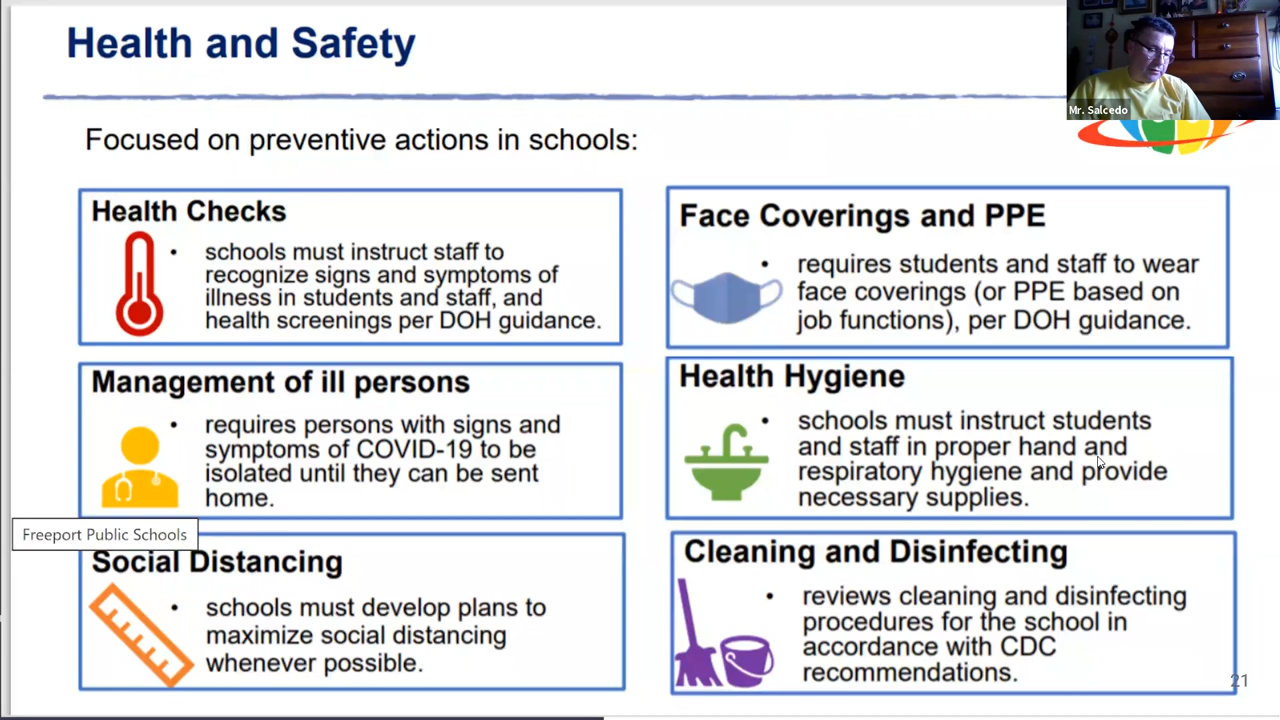 Health and Safety
Mr. Salcedo
Focused on preventive actions in schools:
Health Checks
• schools must instruct staff to
recognize signs and symptoms of
illness in students and staff, and
health screenings per DOH guidance.
Face Coverings and PPE
• requires students and staff to wear
face coverings (or PPE based on
job functions), per DOH guidance.
Management of ill persons
• requires persons with signs and
symptoms of COVID-19 to be
isolated until they can be sent
home.
Health Hygiene
• schools must instruct students
and staff in proper hand and
respiratory hygiene and provide
necessary supplies.
Freeport Public Schools
Social Distancing
• schools must develop plans to
maximize social distancing
whenever possible.
Cleaning and Disinfecting
• reviews cleaning and disinfecting
procedures for the school in
accordance with CDC
recommendations.
21